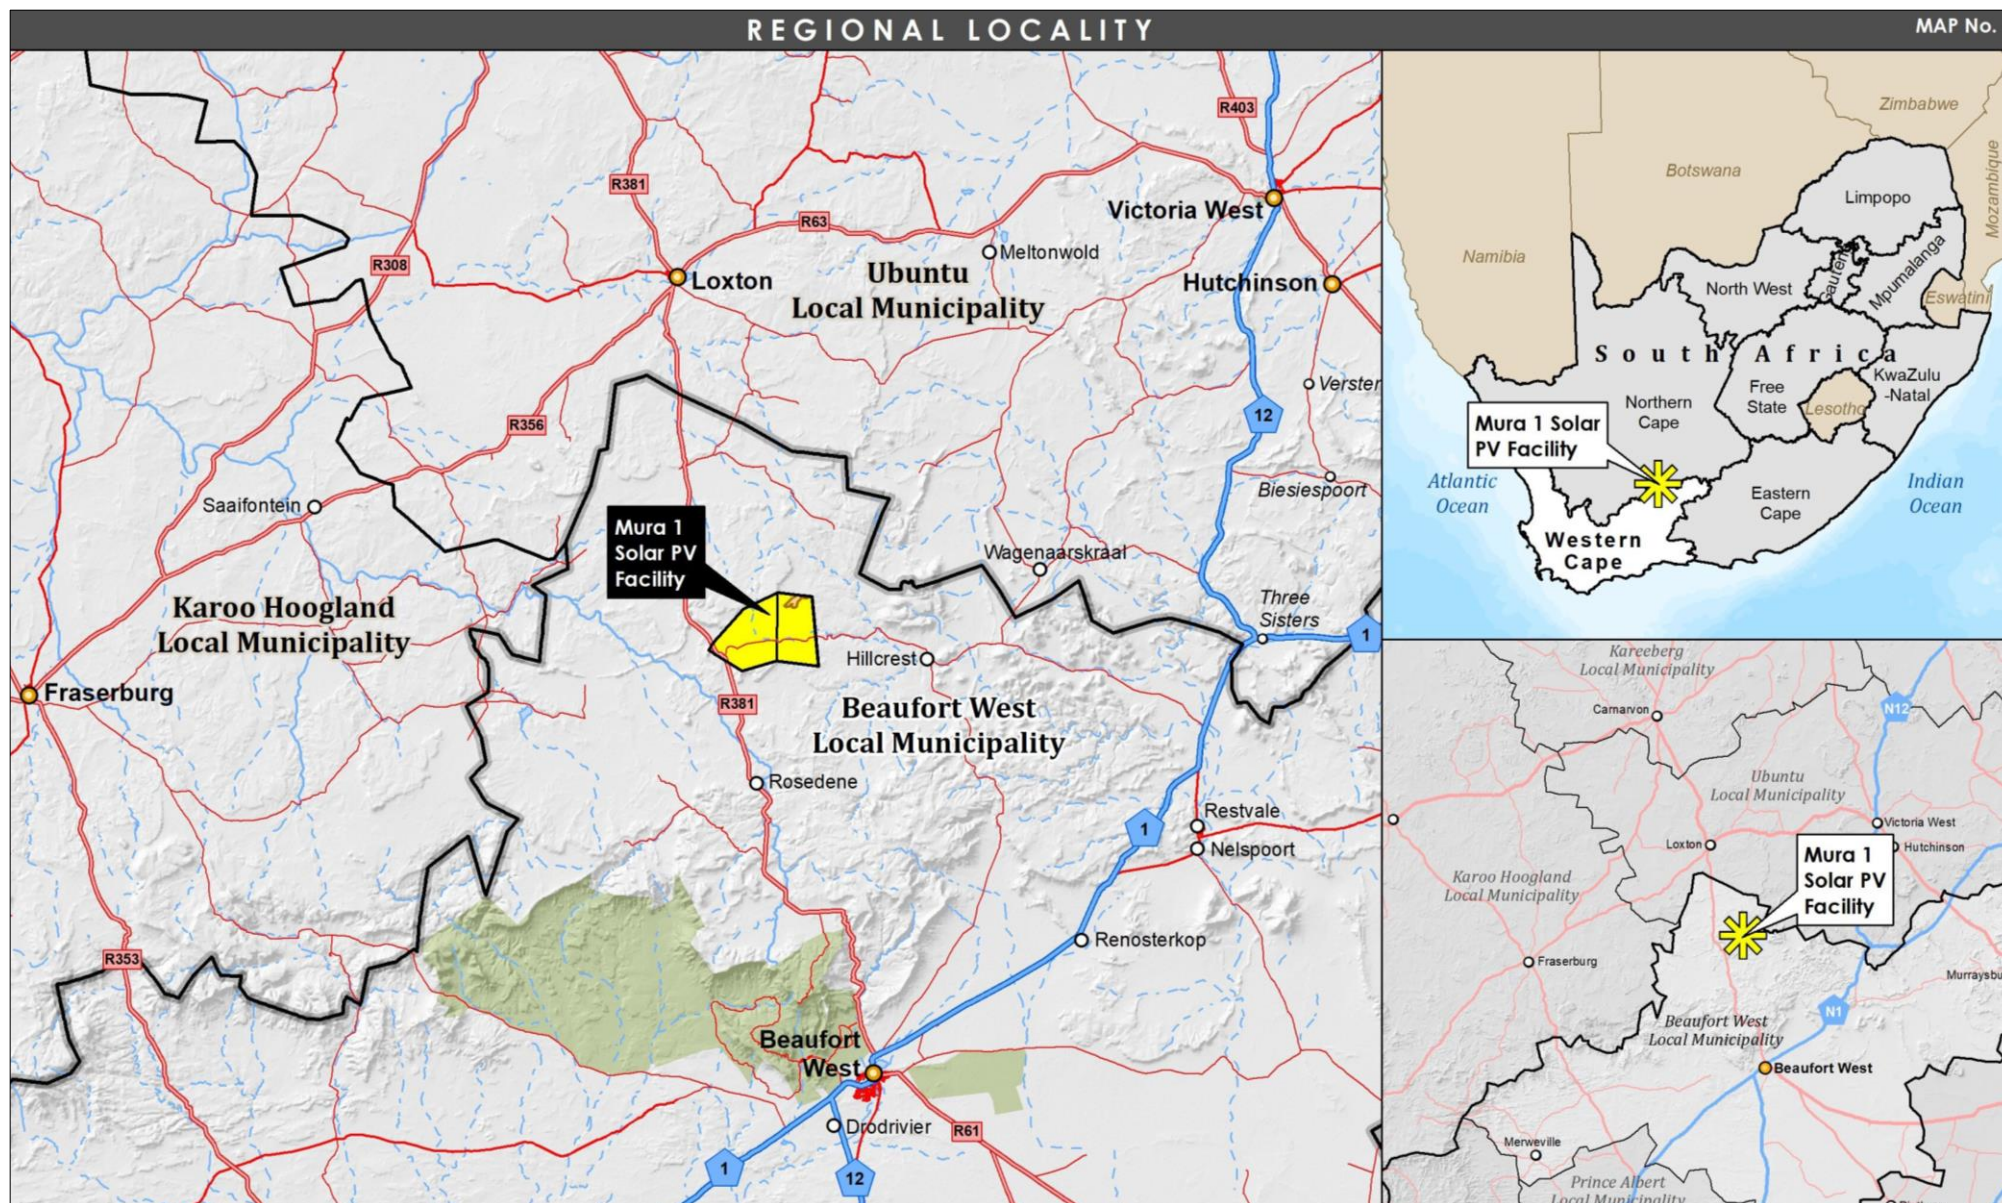 REGIONAL LOCALITY
MAP No.
R403
R381
R63
Victoria West
Meltonwold
R308
Loxton
Ubuntu
Local Municipality
Hutchinson
Verster
12
R356
Saaifontein
Biesiespoort
Mura 1
Solar PV
Facility
Wagenaarskraal
Three
Sisters
1
Karoo Hoogland
Local Municipality
Hillcrest
Fraserburg
R381
Beaufort West
Local Municipality
Rosedene
Restvale
Nelspoort
1
Renosterkop
R353
Beaufort
West
Drodrivier
R61
1
12
Zimbabwe
Botswana
Mozambique
Limpopo
Namibia
Gauteng
Mpumalanga
North West
Eswatini
South Africa
KwaZulu
-Natal
Free
State
Lesotho
Northern
Cape
Mura 1 Solar
PV Facility
Atlantic
Ocean
Indian
Ocean
Eastern
Cape
Western
Cape
Kareeberg
Local Municipality
Carnarvon
N12
Ubuntu
Local Municipality
Victoria West
Loxton
Hutchinson
Mura 1
Solar PV
Facility
Karoo Hoogland
Local Municipality
Fraserburg
Murraysbu
N1
Beaufort West
Local Municipality
Beaufort West
Merweville
Prince Albert
Local Municipality